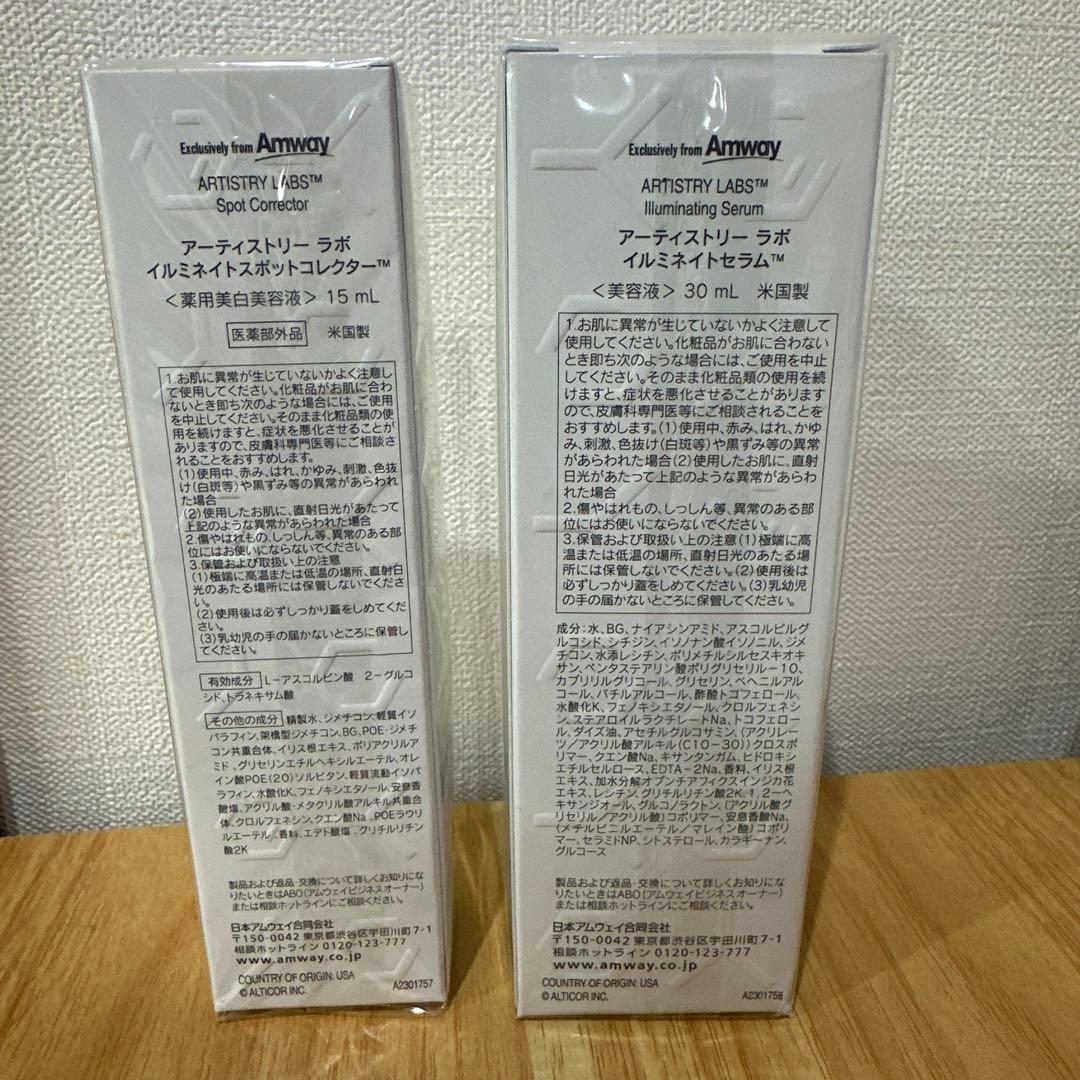 Exclusively from Amway
ARTISTRY LABS™
Spot Corrector
アーティストリー ラボ
イルミネイトスポットコレクター™
＜薬用美白美容液＞ 15 mL
医薬部外品 米国製
1.お肌に異常が生じていないかよく注意し
て使用してください。化粧品がお肌に合わ
ないとき即ち次のような場合には、ご使用
を中止してください。そのまま化粧品類の使
用を続けますと、症状を悪化させることが
ありますので、皮膚科専門医等にご相談さ
れることをおすすめします。
(1)使用中、赤み、はれ、かゆみ、刺激、色抜
け(白斑等)や黒ずみ等の異常があらわれ
た場合
(2)使用したお肌に、直射日光があたって
上記のような異常があらわれた場合
2.傷やはれもの、しっしん等、異常のある部
位にはお使いにならないでください。
3.保管および取扱い上の注意
(1)極端に高温または低温の場所、直射日
光のあたる場所には保管しないでくださ
い。
(2)使用後は必ずしっかり蓋をしめてくだ
さい。
(3)乳幼児の手の届かないところに保管し
てください。
有効成分 L-アスコルビン酸 2-グルコ
シド、トラネキサム酸
その他の成分 精製水、ジメチコン、軽質イソ
パラフィン、架橋型ジメチコン、BG、POE・ジメチ
コン共重合体、イリス根エキス、ポリアクリルア
ミド、グリセリンエチルヘキシルエーテル、オレ
イン酸POE(20)ソルビタン、軽質流動イソパ
ラフィン、水酸化K、フェノキシエタノール、安息香
酸塩、アクリル酸・メタクリル酸アルキル共重合
体、クロルフェネシン、クエン酸Na、POEラウリ
ルエーテル、香料、エデト酸塩、グリチルリチン
酸2K
製品および返品・交換について詳しくお知りにな
りたいときはABO(アムウェイビジネスオーナー)
または相談ホットラインにご相談ください。
日本アムウェイ合同会社
〒150-0042 東京都渋谷区宇田川町7-1
相談ホットライン 0120-123-777
www.amway.co.jp
COUNTRY OF ORIGIN: USA
© ALTICOR INC. A2301757
Exclusively from Amway
ARTISTRY LABS™
Illuminating Serum
アーティストリー ラボ
イルミネイトセラム™
＜美容液＞ 30 mL 米国製
1.お肌に異常が生じていないかよく注意して
使用してください。化粧品がお肌に合わない
とき即ち次のような場合には、ご使用を中止
してください。そのまま化粧品類の使用を続
けますと、症状を悪化させることがあります
ので、皮膚科専門医等にご相談されることを
おすすめします。(1)使用中、赤み、はれ、かゆ
み、刺激、色抜け(白斑等)や黒ずみ等の異常
があらわれた場合(2)使用したお肌に、直射
日光があたって上記のような異常があらわ
れた場合
2.傷やはれもの、しっしん等、異常のある部
位にはお使いにならないでください。
3.保管および取扱い上の注意(1)極端に高
温または低温の場所、直射日光のあたる場
所には保管しないでください。(2)使用後は
必ずしっかり蓋をしめてください。(3)乳幼児
の手の届かないところに保管してください。
成分：水、BG、ナイアシンアミド、アスコルビルグ
ルコシド、シチジン、イソノナン酸イソノニル、ジメ
チコン、水添レシチン、ポリメチルシルセスキオキ
サン、ペンタステアリン酸ポリグリセリル-10、
カプリリルグリコール、グリセリン、ベヘニルアル
コール、バチルアルコール、酢酸トコフェロール、
水酸化K、フェノキシエタノール、クロルフェネシ
ン、ステアロイルラクチレートNa、トコフェロー
ル、ダイズ油、アセチルグルコサミン、(アクリレー
ツ/アクリル酸アルキル(C10-30))クロスポ
リマー、クエン酸Na、キサンタンガム、ヒドロキシ
エチルセルロース、EDTA-2Na、香料、イリス根
エキス、加水分解オプンチアフィクスインジカ花
エキス、レシチン、グリチルリチン酸2K、1,2-ヘ
キサンジオール、グルコノラクトン、(アクリル酸グ
リセリル/アクリル酸)コポリマー、安息香酸Na、
(メチルビニルエーテル/マレイン酸)コポリ
マー、セラミドNP、シトステロール、カラギーナン、
グルコース
製品および返品・交換について詳しくお知りにな
りたいときはABO(アムウェイビジネスオーナー)
または相談ホットラインにご相談ください。
日本アムウェイ合同会社
〒150-0042 東京都渋谷区宇田川町7-1
相談ホットライン 0120-123-777
www.amway.co.jp
COUNTRY OF ORIGIN: USA
© ALTICOR INC. A2301758